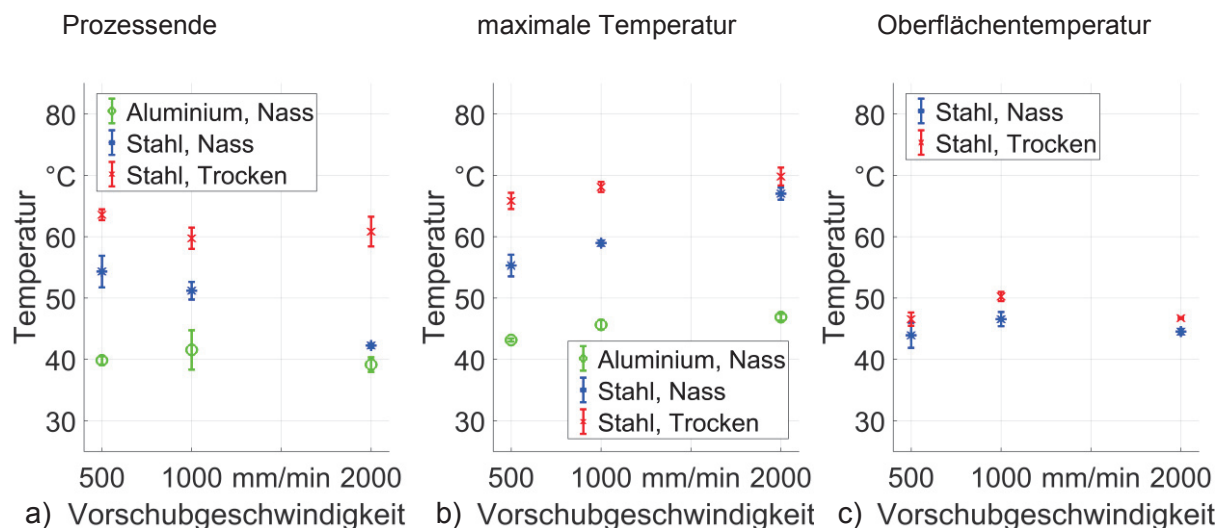 Prozessende
maximale Temperatur
Oberflächentemperatur
Temperatur
80
°C
60
50
40
30
Aluminium, Nass
Stahl, Nass
Stahl, Trocken
500
1000
mm/min
2000
a) Vorschubgeschwindigkeit
Temperatur
80
°C
60
50
40
30
Aluminium, Nass
Stahl, Nass
Stahl, Trocken
500
1000
mm/min
2000
b) Vorschubgeschwindigkeit
Temperatur
80
°C
60
50
40
30
Stahl, Nass
Stahl, Trocken
500
1000
mm/min
2000
c) Vorschubgeschwindigkeit